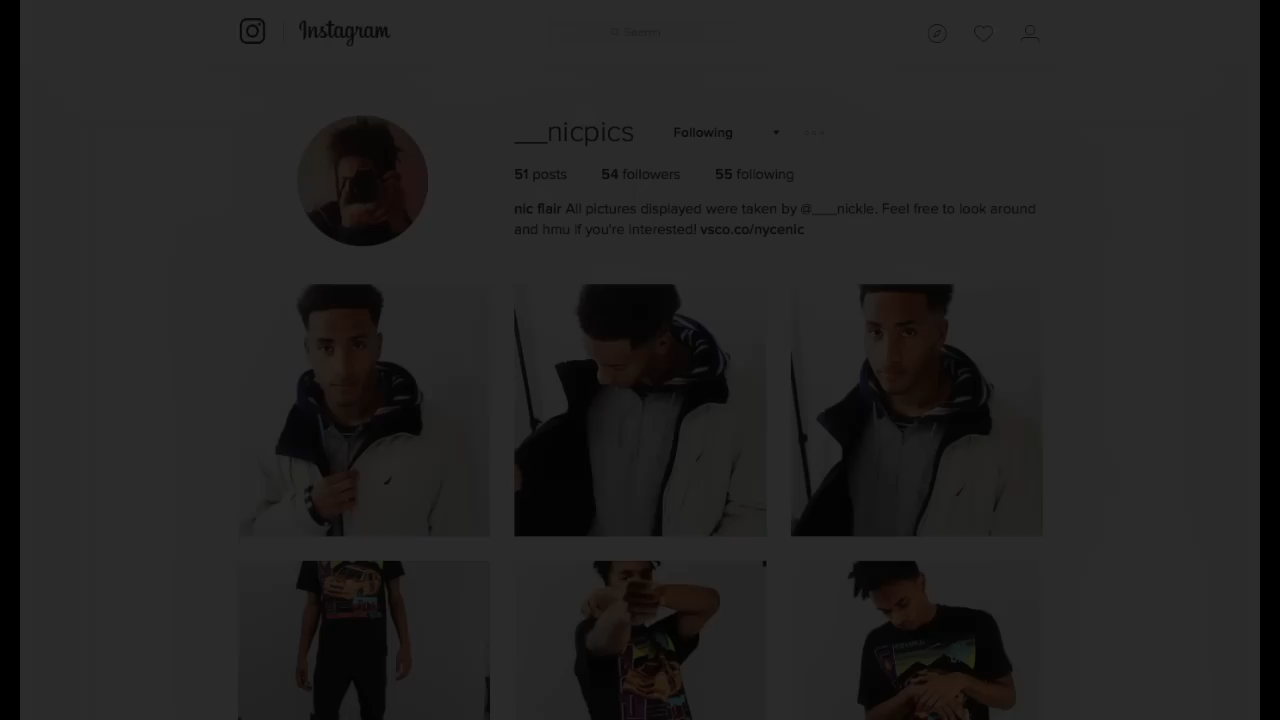 Instagram
Search
___nicpics Following
51 posts 54 followers 55 following
nic flair All pictures displayed were taken by @___nickle. Feel free to look around
and hmu if you're interested! vsco.co/nycenic